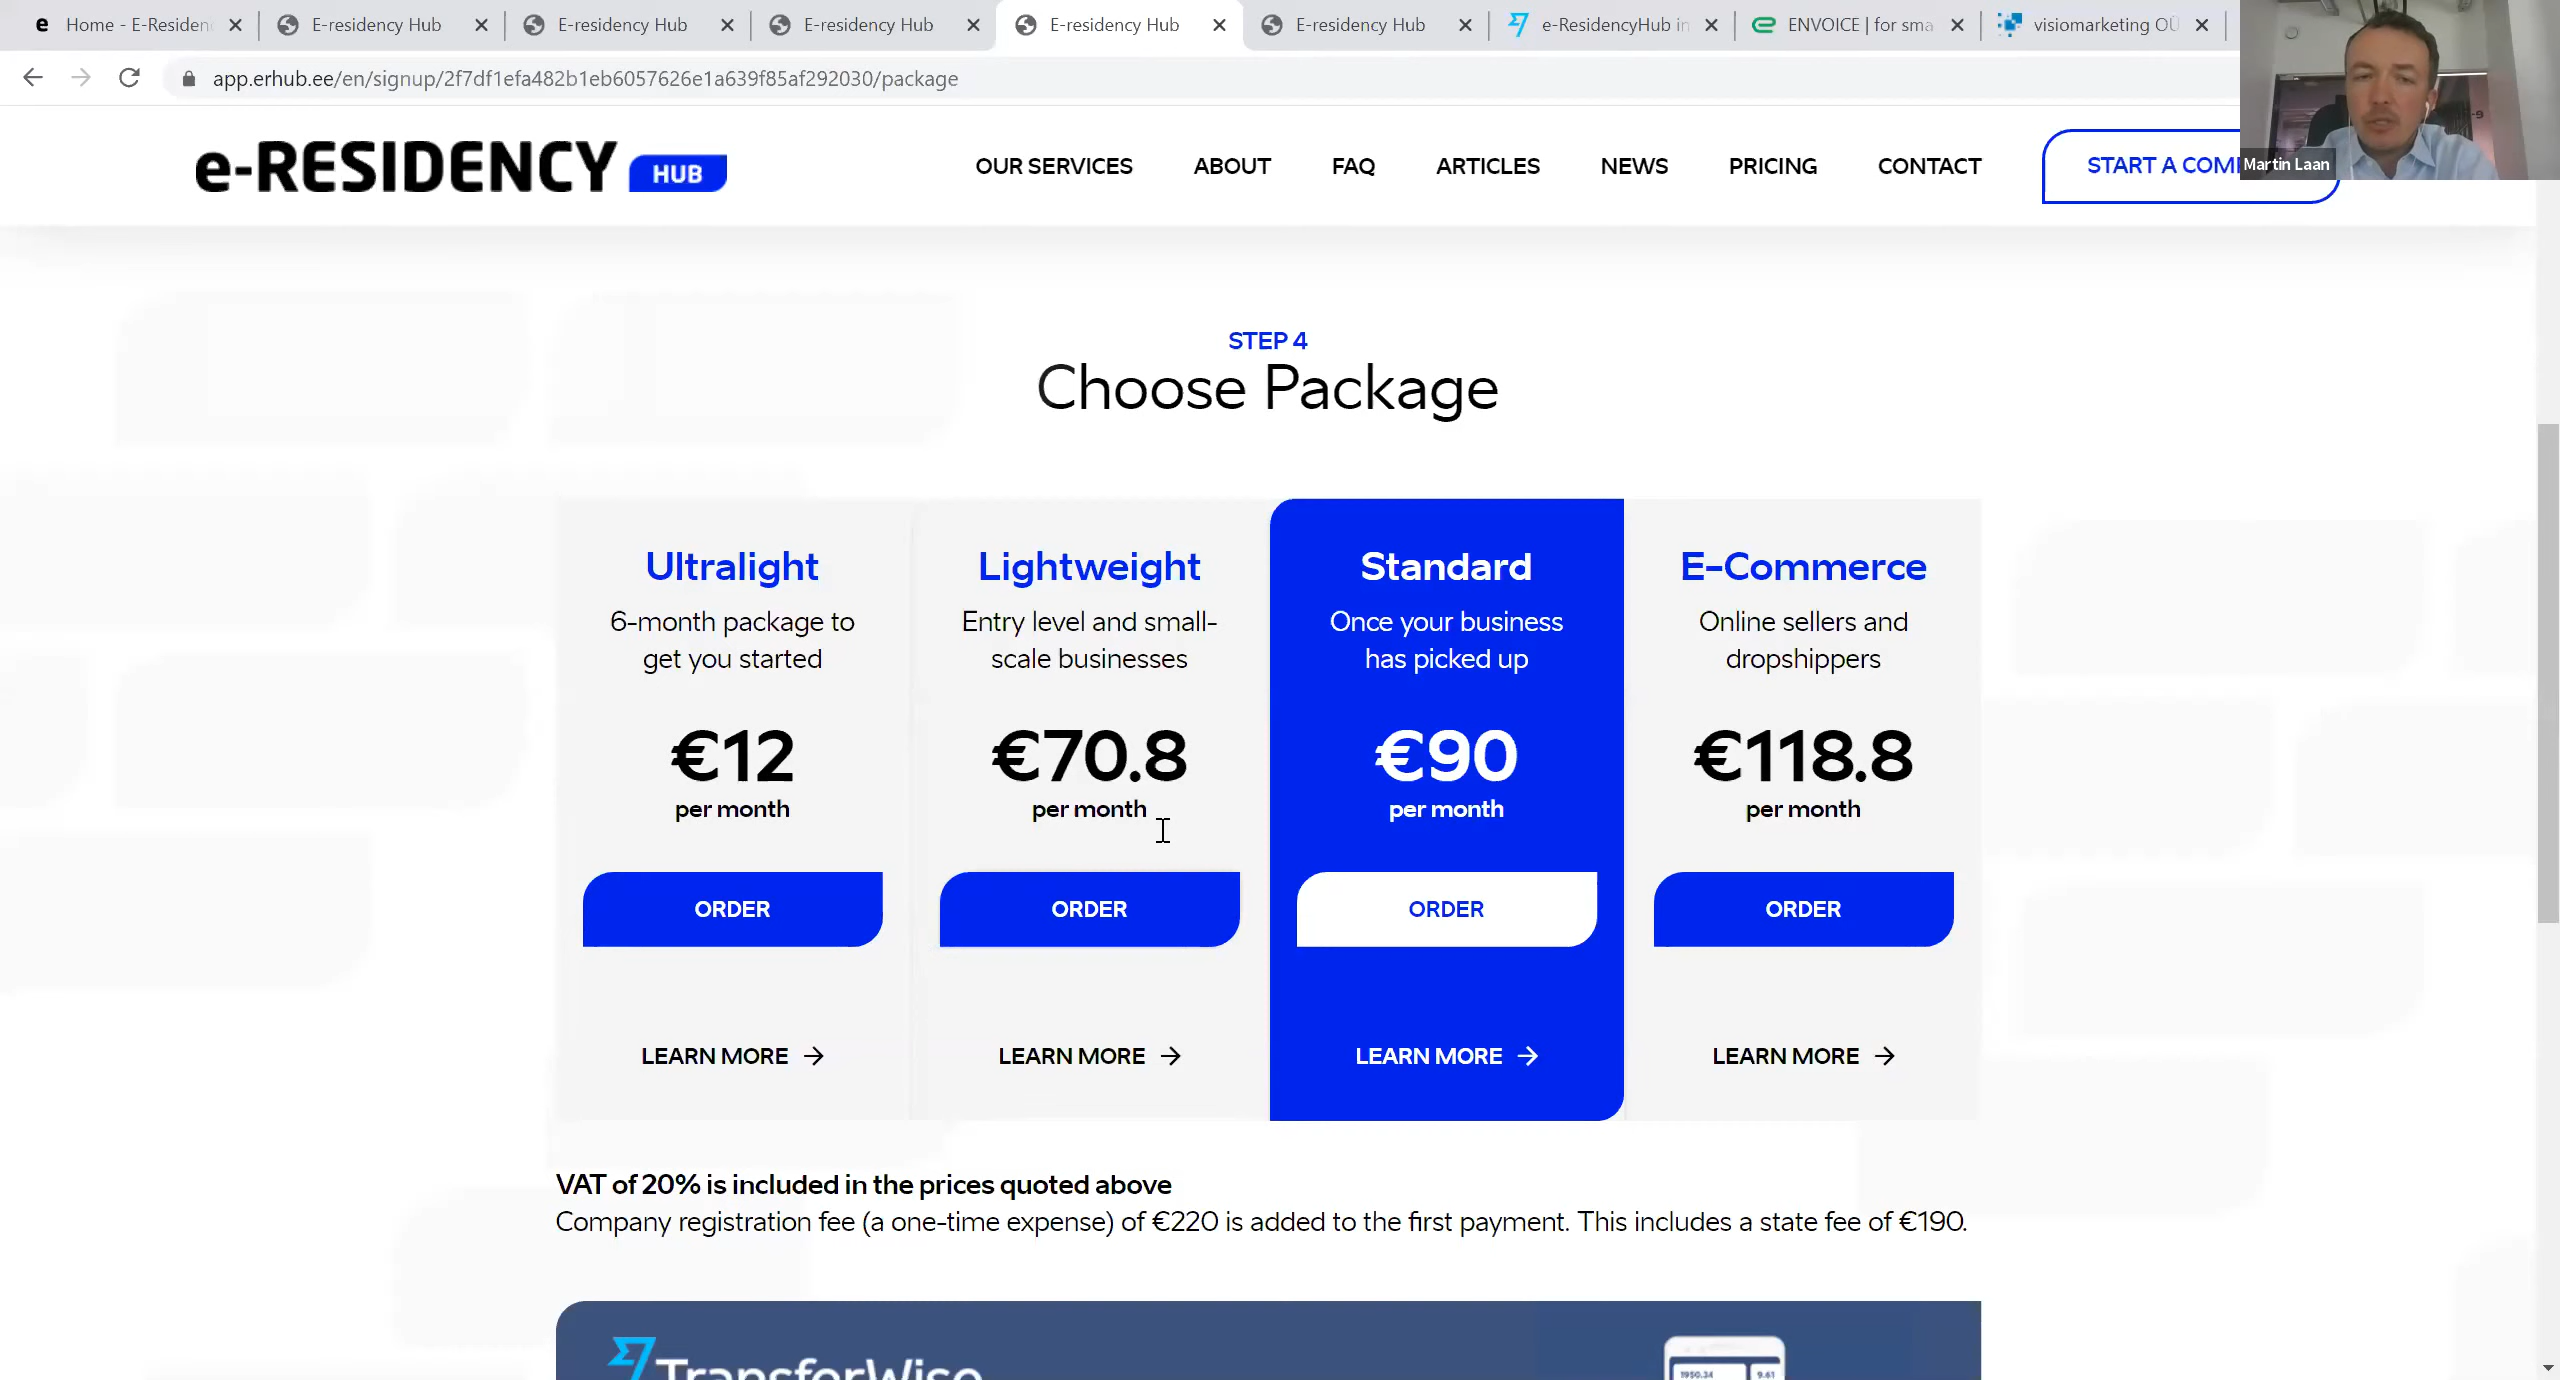 e Home - E-Residen
E-residency Hub
E-residency Hub
E-residency Hub
E-residency Hub
E-residency Hub
e-ResidencyHub in
ENVOICE | for sma
visiomarketing OÜ
app.erhub.ee/en/signup/2f7df1efa482b1eb6057626e1a639f85af292030/package
e-RESIDENCY HUB
OUR SERVICES
ABOUT
FAQ
ARTICLES
NEWS
PRICING
CONTACT
START A COM
Martin Laan
STEP 4
Choose Package
Ultralight
6-month package to
get you started
€12
per month
ORDER
LEARN MORE →
Lightweight
Entry level and small-
scale businesses
€70.8
per month
ORDER
LEARN MORE →
Standard
Once your business
has picked up
€90
per month
ORDER
LEARN MORE →
E-Commerce
Online sellers and
dropshippers
€118.8
per month
ORDER
LEARN MORE →
VAT of 20% is included in the prices quoted above
Company registration fee (a one-time expense) of €220 is added to the first payment. This includes a state fee of €190.
TransferWise
1950.34
9.61